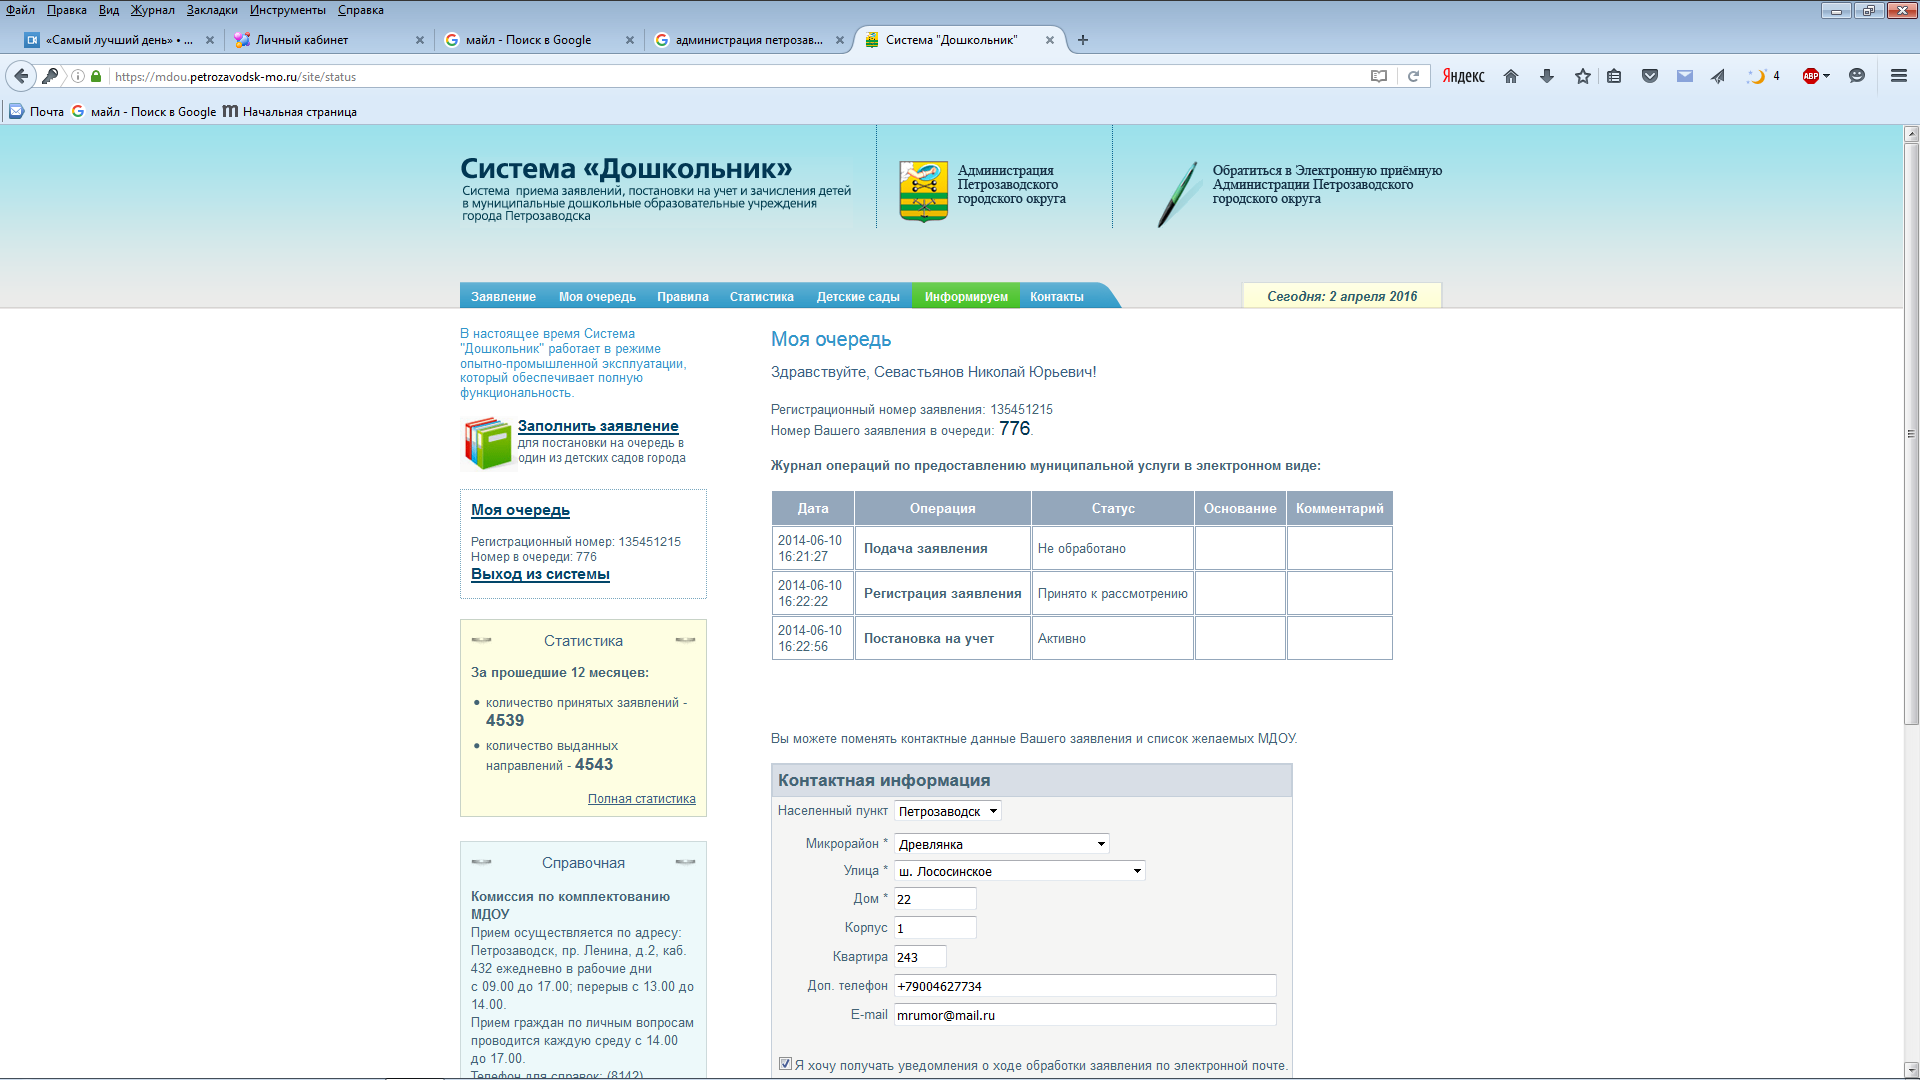 Файл Правка Вид Журнал Закладки Инструменты Справка
«Самый лучший день» • ...
Личный кабинет
майл - Поиск в Google
администрация петрозав...
Система "Дошкольник"
https://mdou.petrozavodsk-mo.ru/site/status
Яндекс
4
ABP
Почта
майл - Поиск в Google
Начальная страница
Система «Дошкольник»
Система приема заявлений, постановки на учет и зачисления детей
в муниципальные дошкольные образовательные учреждения
города Петрозаводска
Администрация
Петрозаводского
городского округа
Обратиться в Электронную приёмную
Администрации Петрозаводского
городского округа
Заявление Моя очередь Правила Статистика Детские сады Информируем Контакты
Сегодня: 2 апреля 2016
В настоящее время Система
"Дошкольник" работает в режиме
опытно-промышленной эксплуатации,
который обеспечивает полную
функциональность.
Заполнить заявление
для постановки на очередь в
один из детских садов города
Моя очередь
Регистрационный номер: 135451215
Номер в очереди: 776
Выход из системы
Статистика
За прошедшие 12 месяцев:
• количество принятых заявлений -
4539
• количество выданных
направлений - 4543
Полная статистика
Справочная
Комиссия по комплектованию
МДОУ
Прием осуществляется по адресу:
Петрозаводск, пр. Ленина, д.2, каб.
432 ежедневно в рабочие дни
с 09.00 до 17.00; перерыв с 13.00 до
14.00.
Прием граждан по личным вопросам
проводится каждую среду с 14.00
до 17.00.
Телефон для справок: (8142)
Моя очередь
Здравствуйте, Севастьянов Николай Юрьевич!
Регистрационный номер заявления: 135451215
Номер Вашего заявления в очереди: 776.
Журнал операций по предоставлению муниципальной услуги в электронном виде:
Дата Операция Статус Основание Комментарий
2014-06-10
16:21:27
Подача заявления
Не обработано
2014-06-10
16:22:22
Регистрация заявления
Принято к рассмотрению
2014-06-10
16:22:56
Постановка на учет
Активно
Вы можете поменять контактные данные Вашего заявления и список желаемых МДОУ.
Контактная информация
Населенный пункт Петрозаводск
Микрорайон * Древлянка
Улица * ш. Лососинское
Дом * 22
Корпус 1
Квартира 243
Доп. телефон +79004627734
E-mail mrumor@mail.ru
Я хочу получать уведомления о ходе обработки заявления по электронной почте.